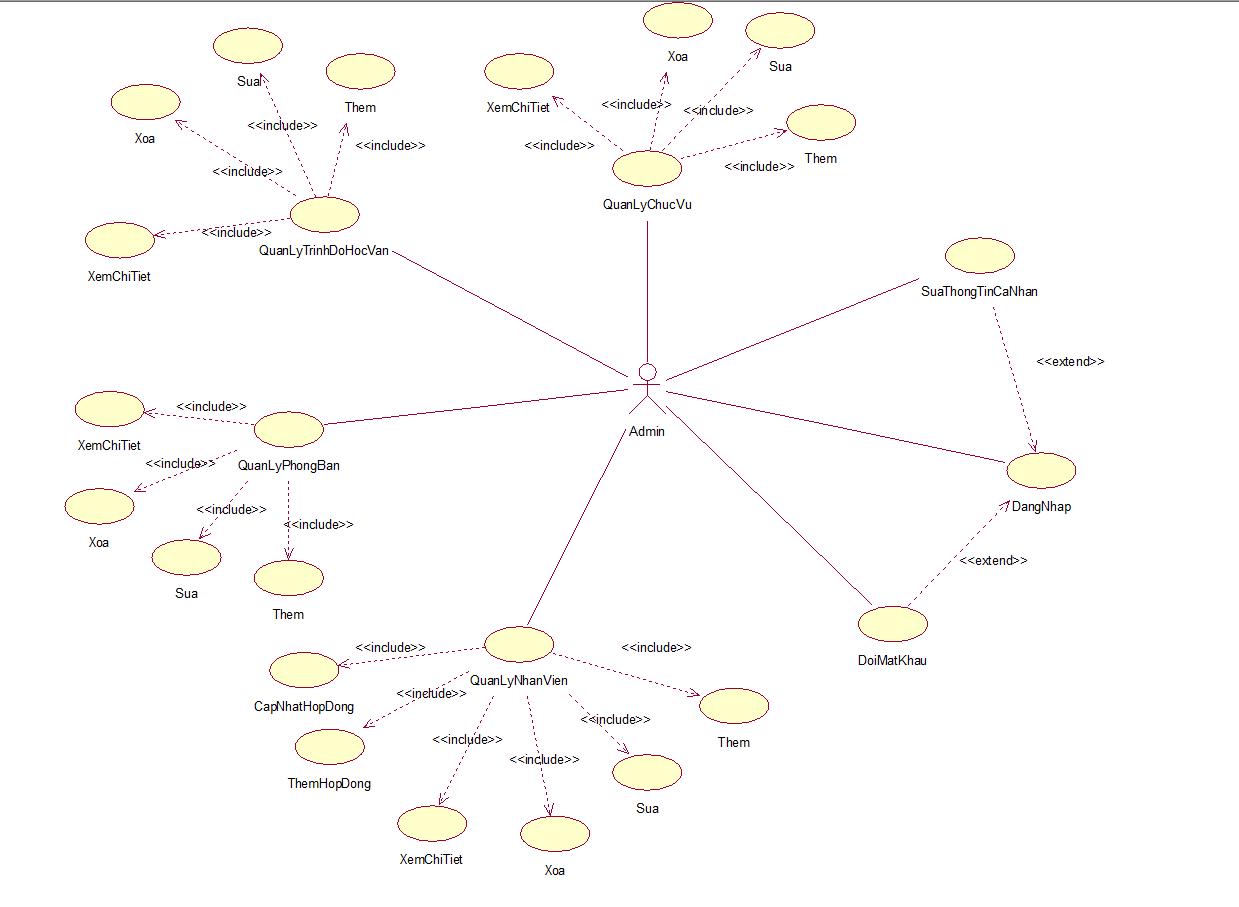 Xoa
Sua
XemChiTiet
Them
<<include>>
<<include>>
<<include>>
<<include>>
QuanLyChucVu
Sua
Them
Xoa
XemChiTiet
<<include>>
<<include>>
<<include>>
<<include>>
QuanLyTrinhDoHocVan
SuaThongTinCaNhan
<<extend>>
Admin
DangNhap
<<extend>>
DoiMatKhau
XemChiTiet
<<include>>
QuanLyPhongBan
<<include>>
Xoa
<<include>>
Sua
<<include>>
Them
<<include>>
<<include>>
QuanLyNhanVien
CapNhatHopDong
<<include>>
ThemHopDong
<<include>>
<<include>>
<<include>>
Them
Sua
XemChiTiet
Xoa